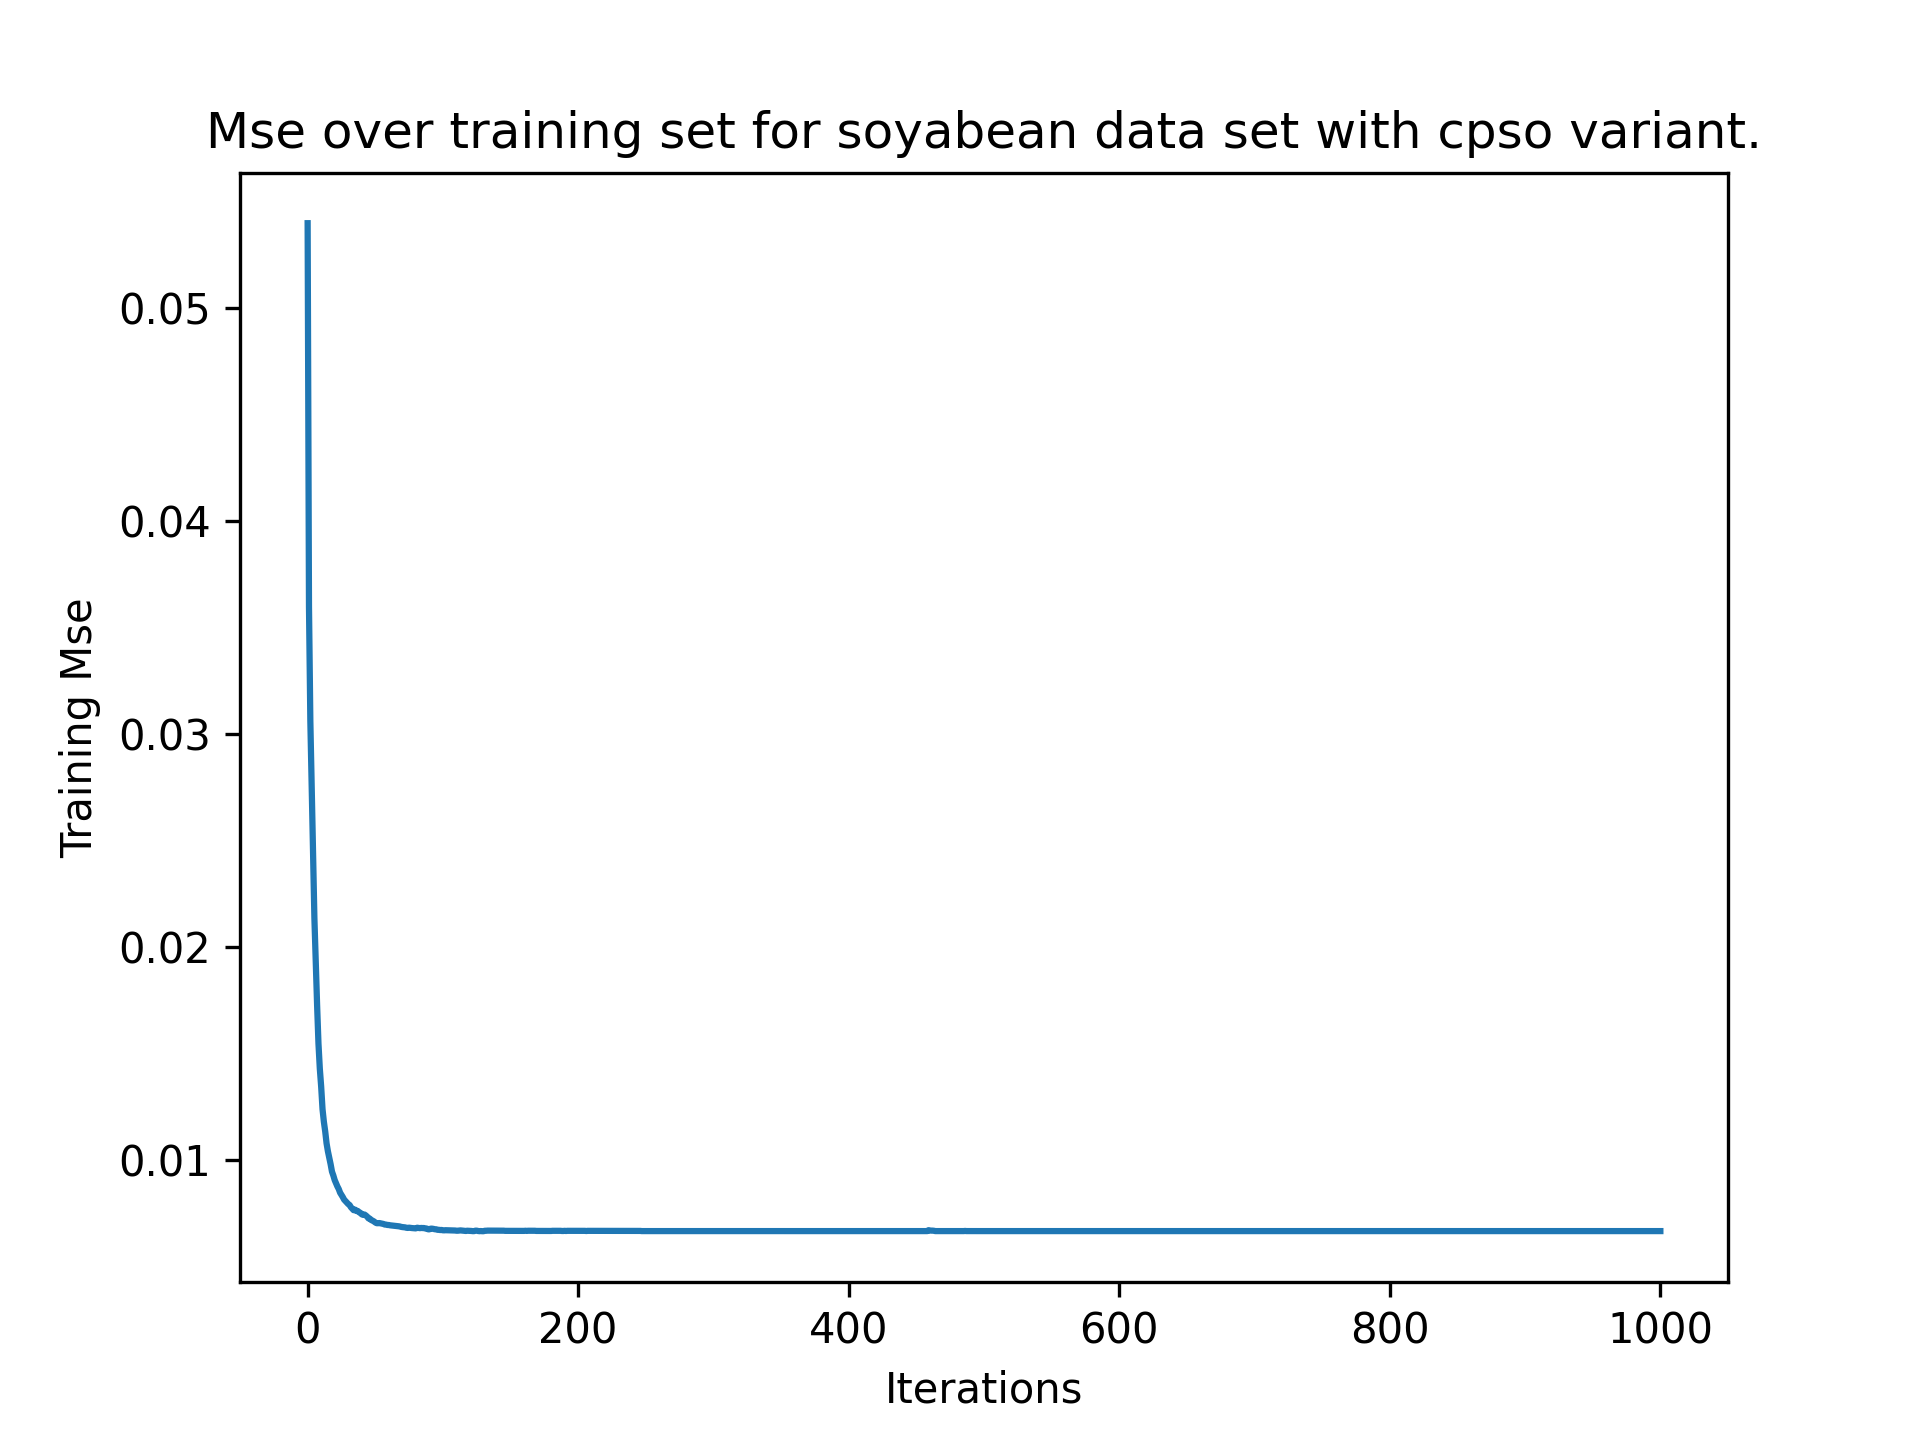 Mse over training set for soyabean data set with cpso variant.
0.05
0.04
0.03
0.02
0.01
Training Mse
0 200 400 600 800 1000
Iterations